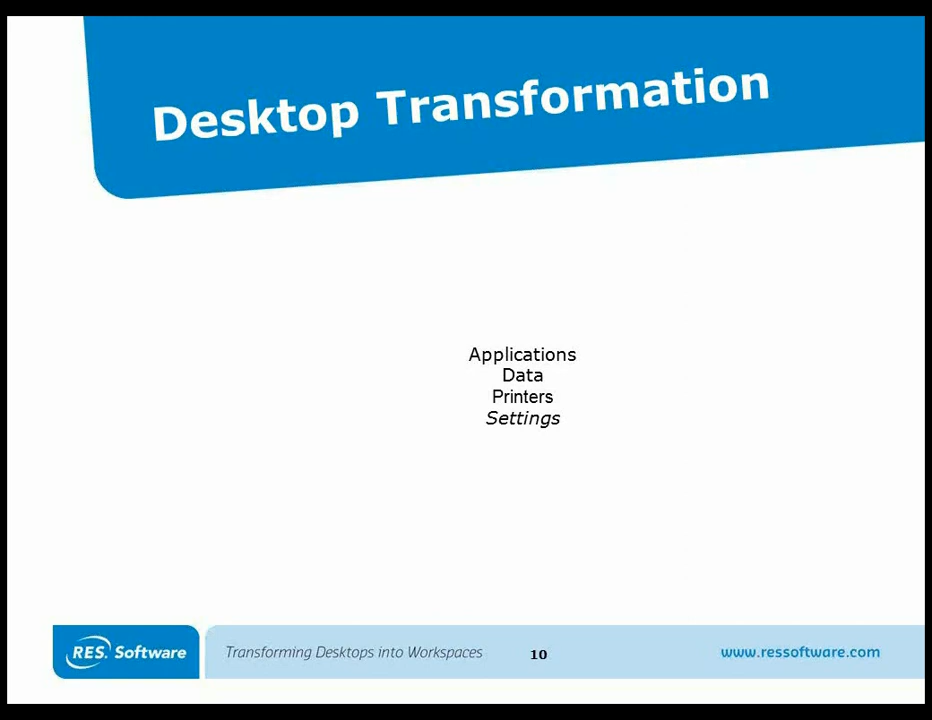 Desktop Transformation
Applications
Data
Printers
Settings
RES. Software
Transforming Desktops into Workspaces
10
www.ressoftware.com